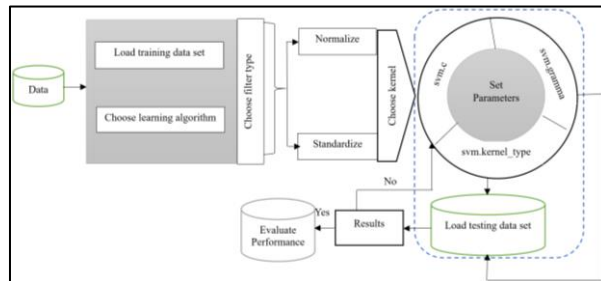 Data
Load training data set
Choose learning algorithm
Choose filter type
Normalize
Standardize
Choose kernel
svm.c
svm.gramma
Set
Parameters
svm.kernel_type
No
Load testing data set
Results
Yes
Evaluate
Performance